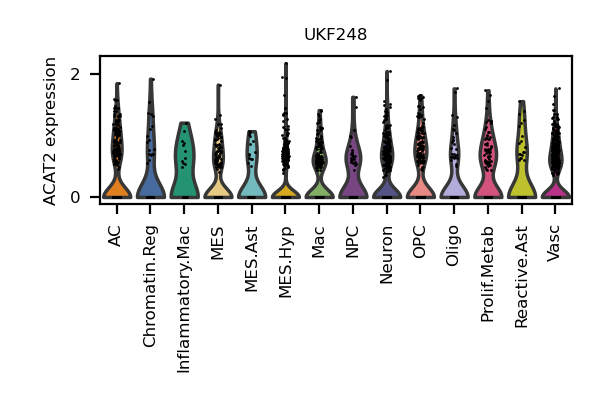 UKF248
ACAT2 expression
2
0
AC
Chromatin.Reg
Inflammatory.Mac
MES
MES.Ast
MES.Hyp
Mac
NPC
Neuron
OPC
Oligo
Prolif.Metab
Reactive.Ast
Vasc